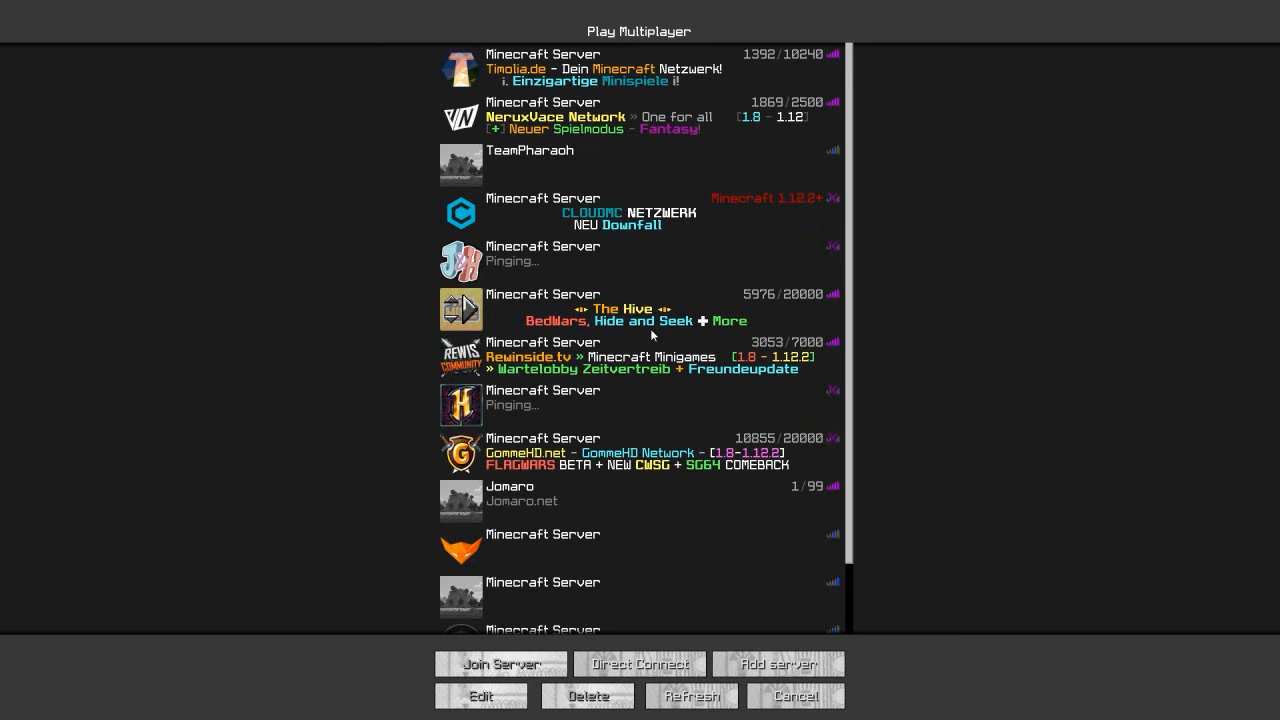 Play Multiplayer
Minecraft Server 1392/10240
Timolia.de - Dein Minecraft Netzwerk!
¡. Einzigartige Minispiele ¡!
Minecraft Server 1869/2500
NeruxVace Network » One for all [1.8 - 1.12]
[+] Neuer Spielmodus - Fantasy!
TeamPharaoh
Minecraft Server Minecraft 1.12.2+
CLOUDMC NETZWERK
NEU Downfall
Minecraft Server
Pinging...
Minecraft Server 5976/20000
The Hive
BedWars, Hide and Seek + More
Minecraft Server 3053/7000
REWIS COMMUNITY
Rewinside.tv » Minecraft Minigames [1.8 - 1.12.2]
» Wartelobby Zeitvertreib + Freundeupdate
Minecraft Server
Pinging...
Minecraft Server 10855/20000
GommeHD.net - GommeHD Network - [1.8-1.12.2]
FLAGWARS BETA + NEW CWSG + SG64 COMEBACK
Jomaro 1/99
Jomaro.net
Minecraft Server
Minecraft Server
Minecraft Server
Join Server Direct Connect Add server
Edit Delete Refresh Cancel